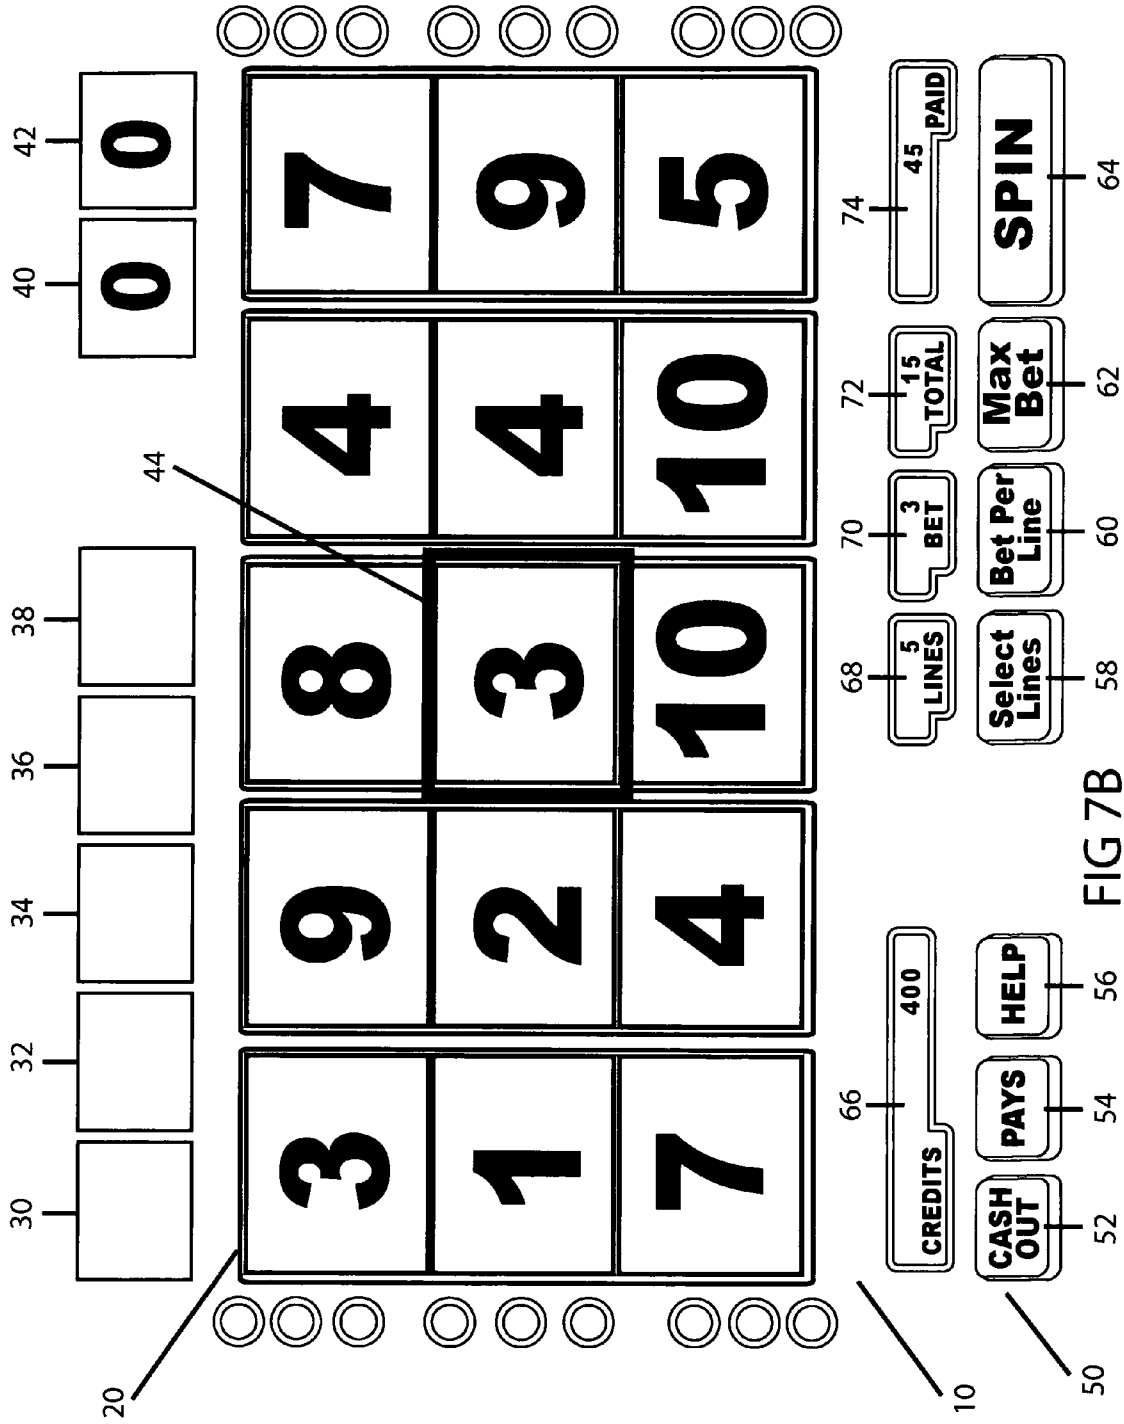 30 32 34 36 38 40 42
0 0
20
44
3 9 8 4 7
1 2 3 4 9
7 4 10 10 5
10
66 68 70 72 74
400 5 3 15 45
CREDITS LINES BET TOTAL PAID
CASH OUT PAYS HELP Select Lines Bet Per Line Max Bet SPIN
50
52 54 56 58 60 62 64
FIG 7B